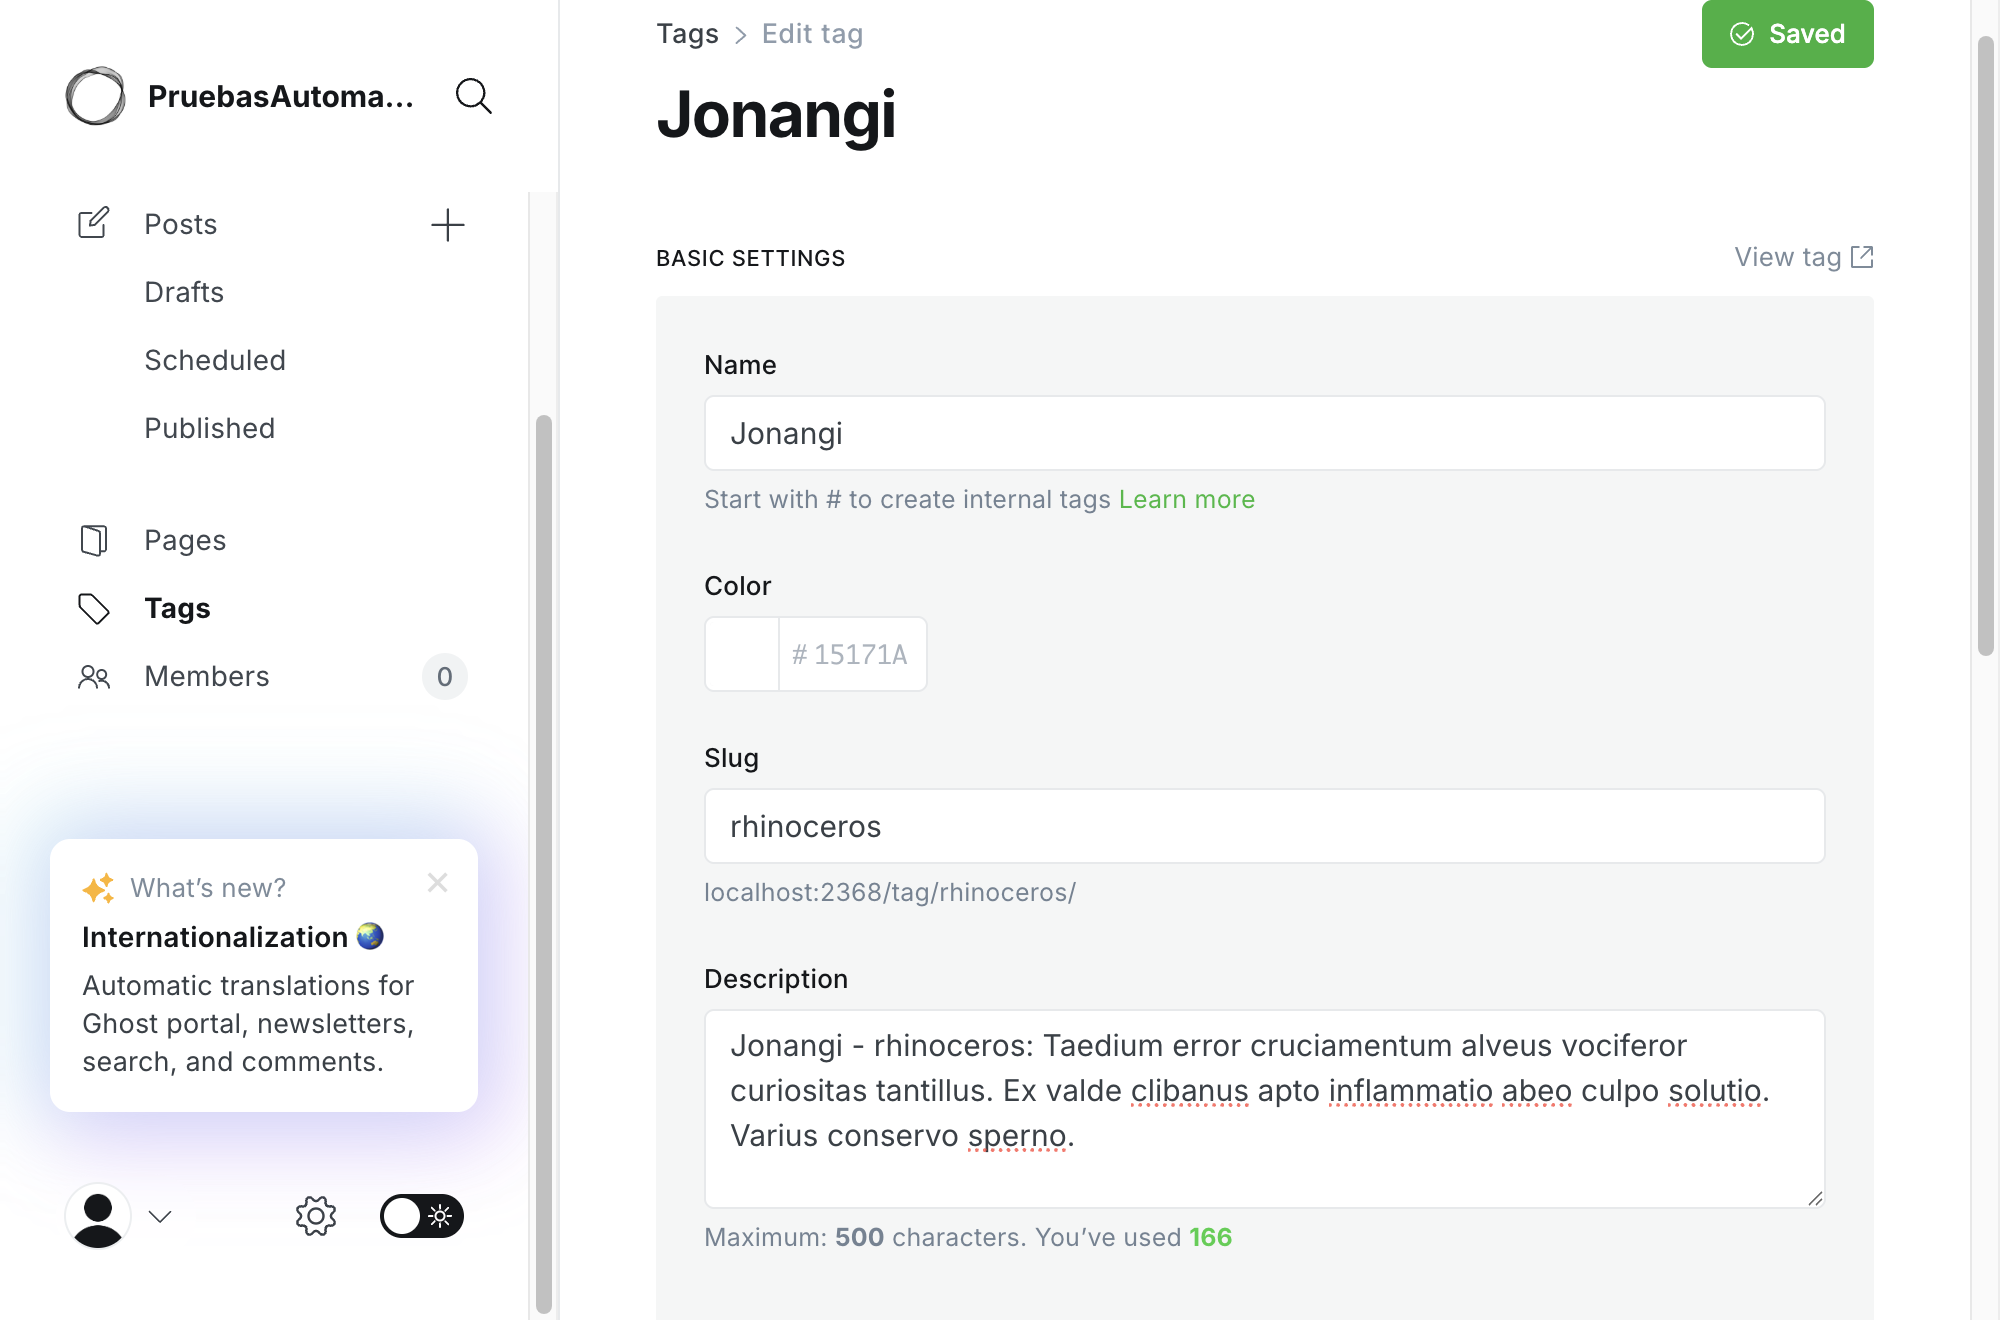 PruebasAutoma...
Posts
Drafts
Scheduled
Published
Pages
Tags
Members
0
What’s new?
Internationalization 🌏
Automatic translations for
Ghost portal, newsletters,
search, and comments.
Tags > Edit tag
Saved
Jonangi
BASIC SETTINGS
View tag
Name
Jonangi
Start with # to create internal tags Learn more
Color
# 15171A
Slug
rhinoceros
localhost:2368/tag/rhinoceros/
Description
Jonangi - rhinoceros: Taedium error cruciamentum alveus vociferor
curiositas tantillus. Ex valde clibanus apto inflammatio abeo culpo solutio.
Varius conservo sperno.
Maximum: 500 characters. You’ve used 166